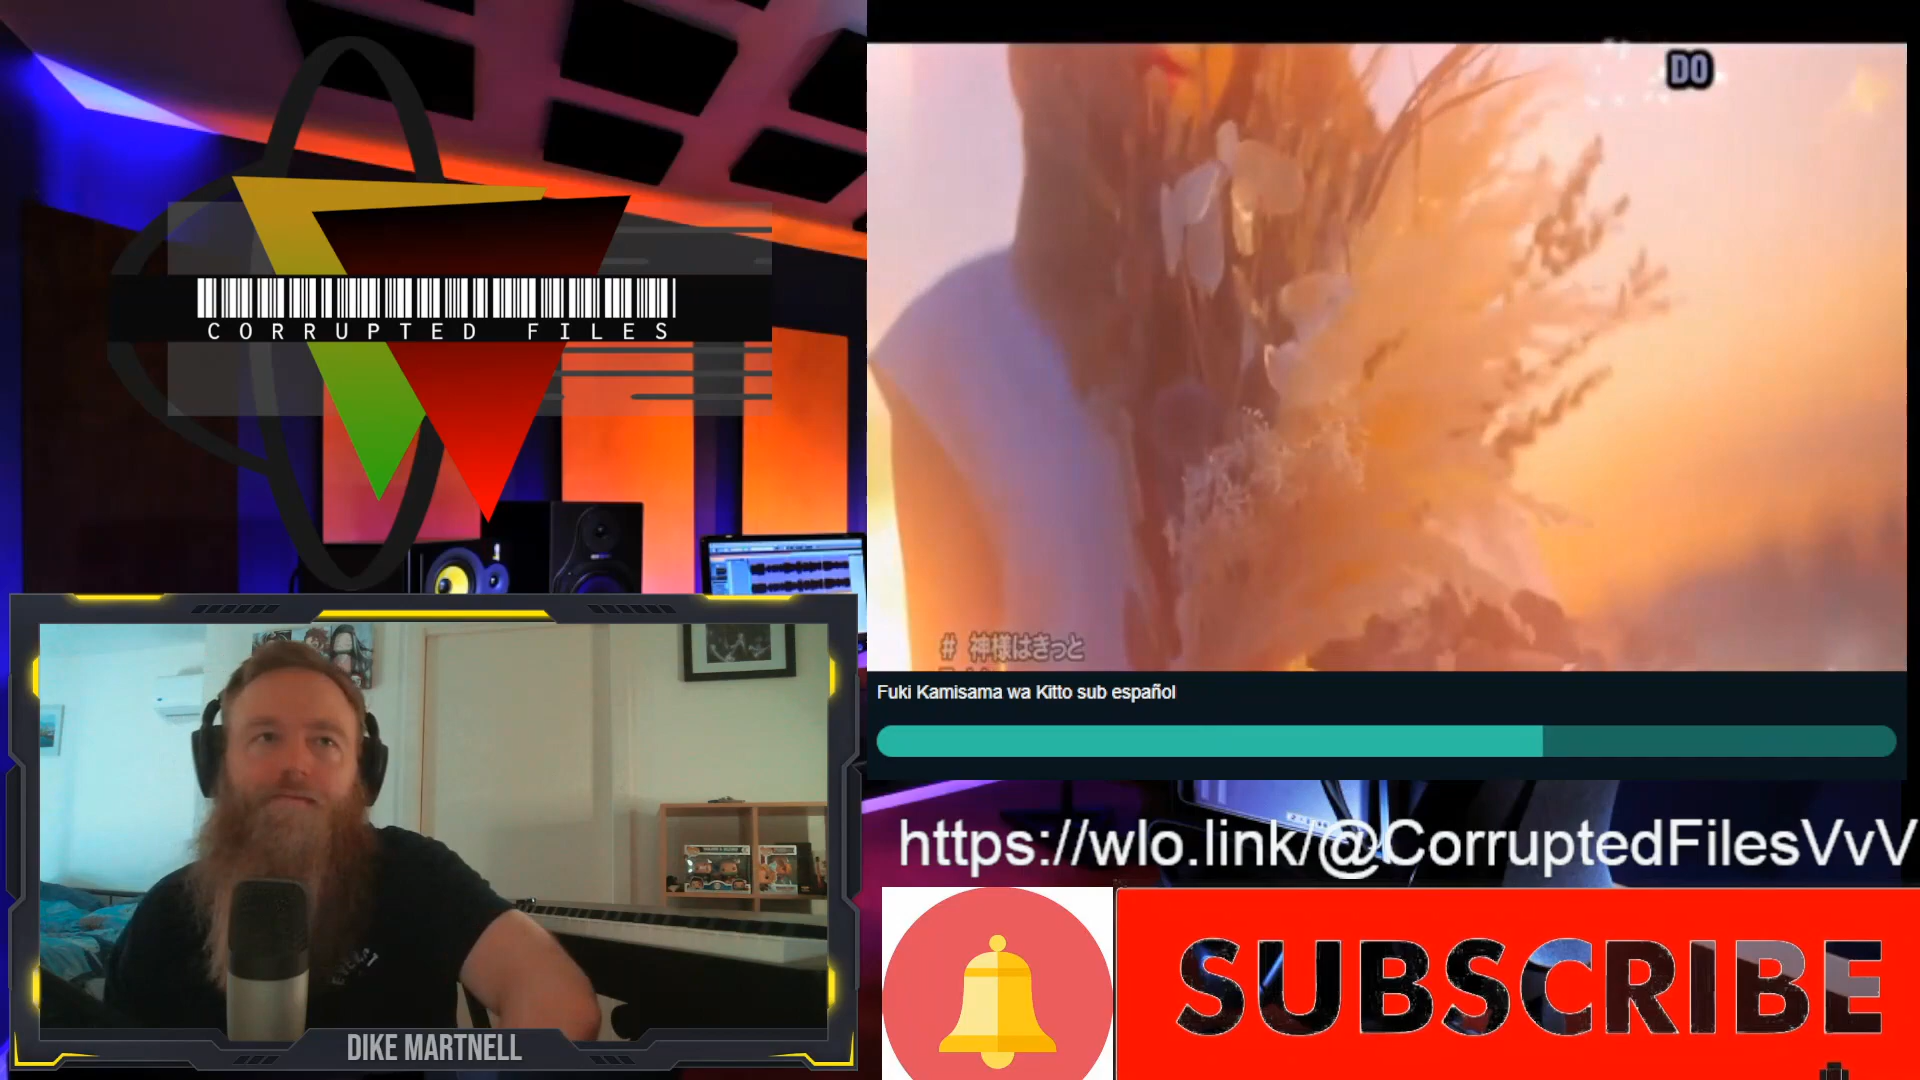 CORRUPTED FILES
DO
# 神様はきっと
Fuki Kamisama wa Kitto sub español
https://wlo.link/@CorruptedFilesVvV
SUBSCRIBE
DIKE MARTNELL